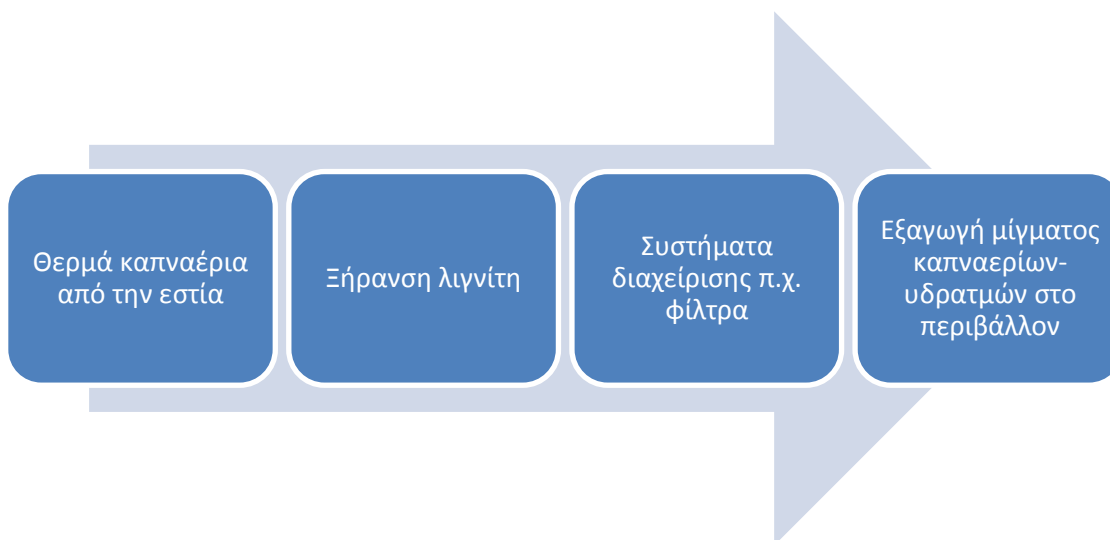 Θερμά καπναέρια
από την εστία
Ξήρανση λιγνίτη
Συστήματα
διαχείρισης π.χ.
φίλτρα
Εξαγωγή μίγματος
καπναερίων-
υδρατμών στο
περιβάλλον